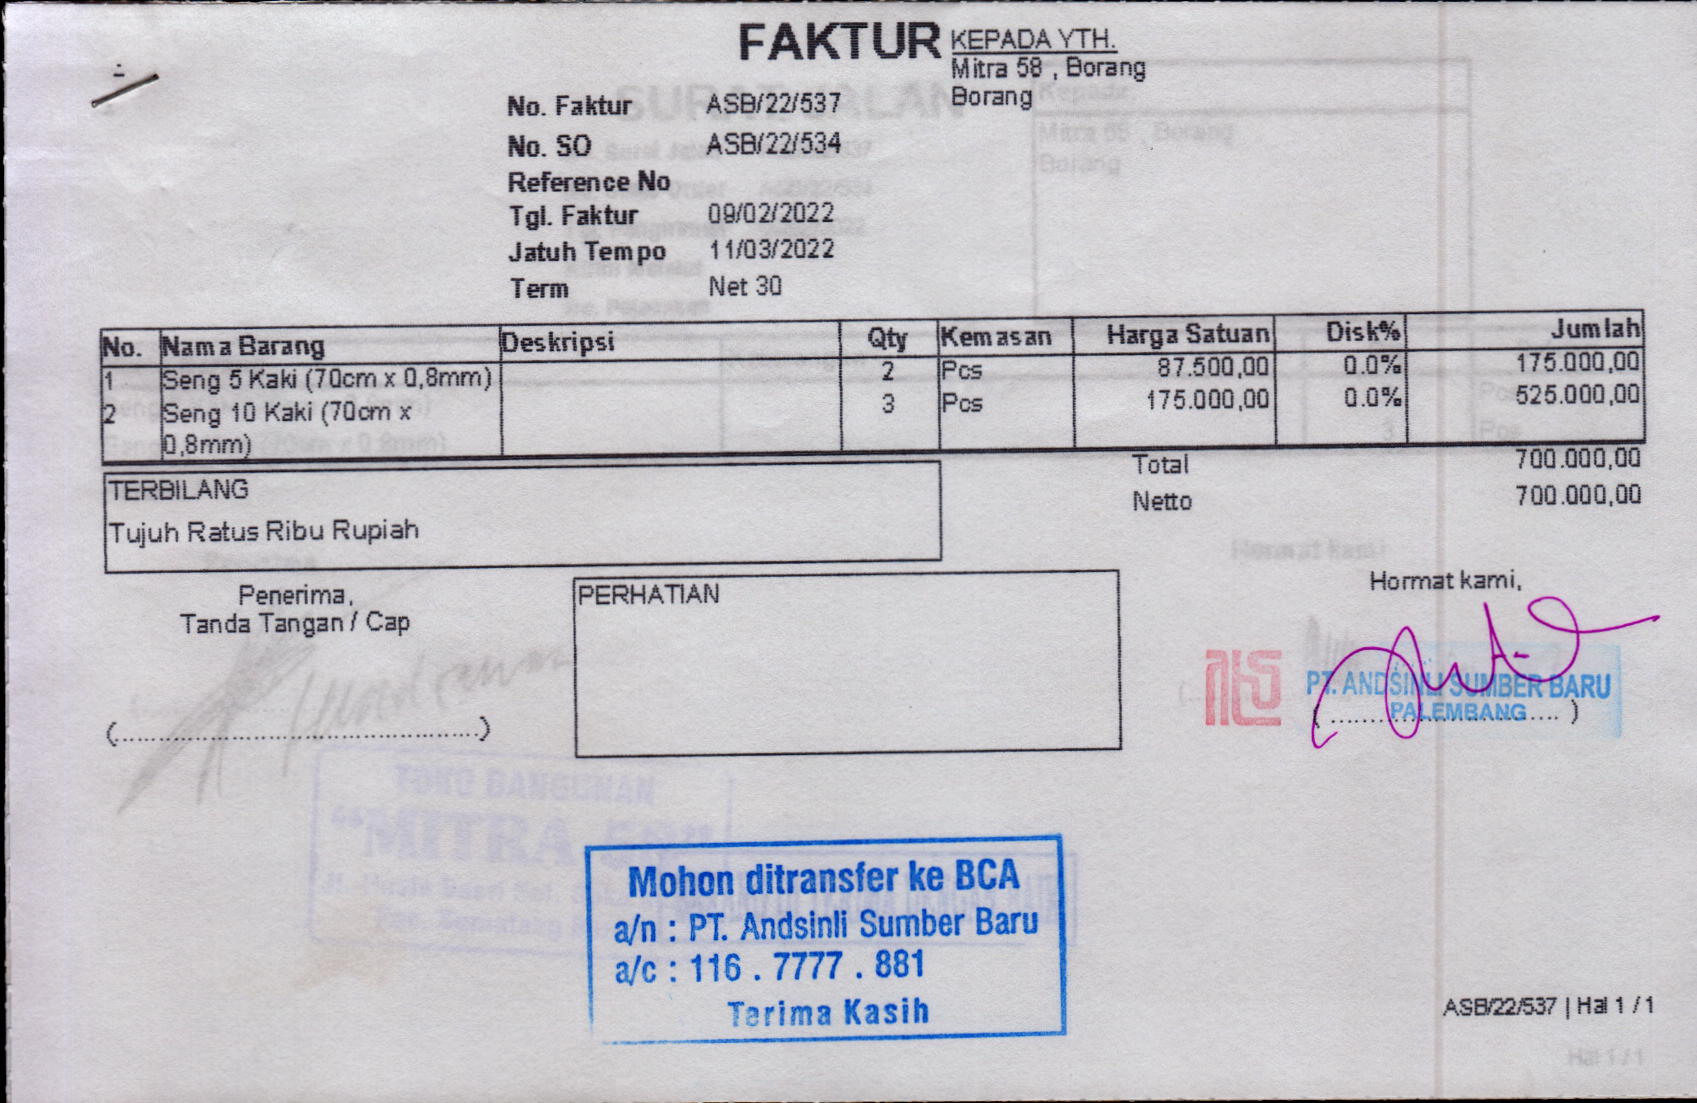 FAKTUR
KEPADA YTH.
Mitra 58 , Borang
Borang
No. Faktur ASB/22/537
No. SO ASB/22/534
Reference No
Tgl. Faktur 09/02/2022
Jatuh Tempo 11/03/2022
Term Net 30
No. Nama Barang Deskripsi Qty Kemasan Harga Satuan Disk% Jumlah
1 Seng 5 Kaki (70cm x 0,8mm) 2 Pcs 87.500,00 0.0% 175.000,00
2 Seng 10 Kaki (70cm x 3 Pcs 175.000,00 0.0% 525.000,00
0,8mm)
Total 700.000,00
Netto 700.000,00
TERBILANG
Tujuh Ratus Ribu Rupiah
Penerima,
Tanda Tangan / Cap
(................................................)
PERHATIAN
Hormat kami,
PT. ANDSINLI SUMBER BARU
PALEMBANG
TOKO BANGUNAN
"MITRA 58"
Mohon ditransfer ke BCA
a/n : PT. Andsinli Sumber Baru
a/c : 116 . 7777 . 881
Terima Kasih
ASB/22/537 | Hal 1 / 1